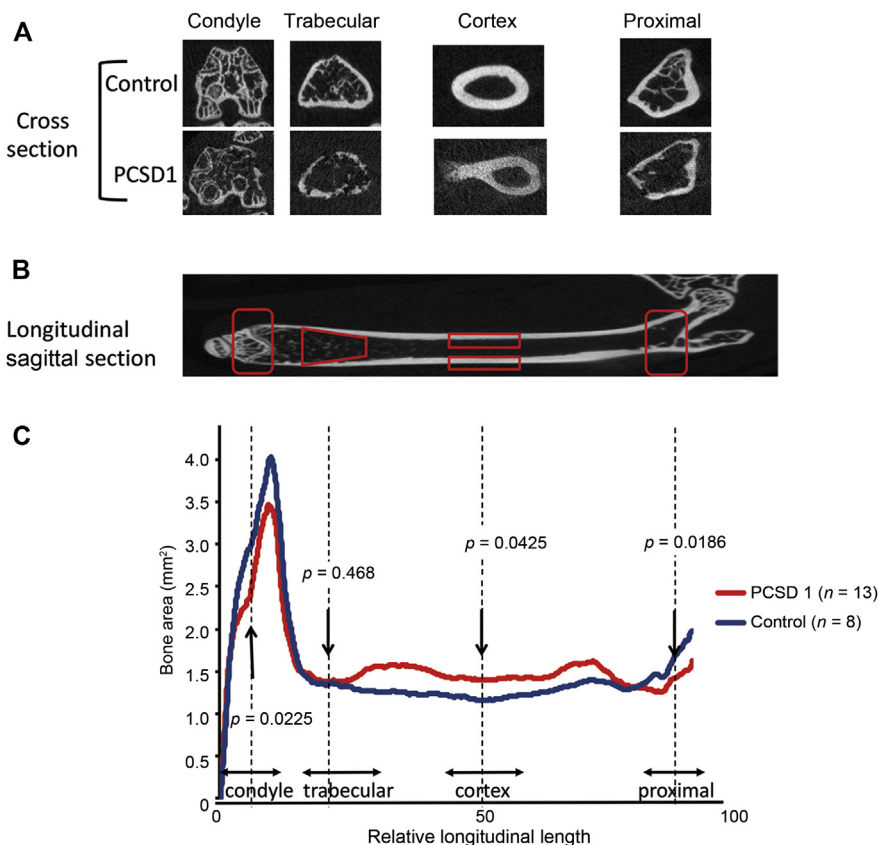 A
Condyle Trabecular Cortex Proximal
Control
Cross
section
PCSD1
B
Longitudinal
sagittal section
C
Bone area (mm²)
4.0
3.5
3.0
2.5
2.0
1.5
1.0
0.5
0
p = 0.0225
p = 0.468
p = 0.0425
p = 0.0186
PCSD 1 (n = 13)
Control (n = 8)
condyle trabecular cortex proximal
0 50 100
Relative longitudinal length